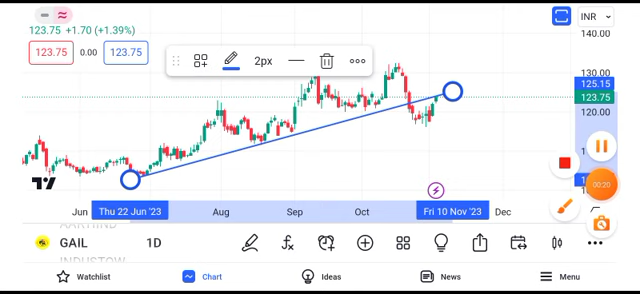 123.75 +1.70 (+1.39%)
INR
140.00
123.75 0.00 123.75
2px
130.00
125.15
123.75
120.00
00:20
Jun Thu 22 Jun '23 Aug Sep Oct Fri 10 Nov '23 Dec
GAIL 1D
INDUSTOW
Watchlist Chart Ideas News Menu